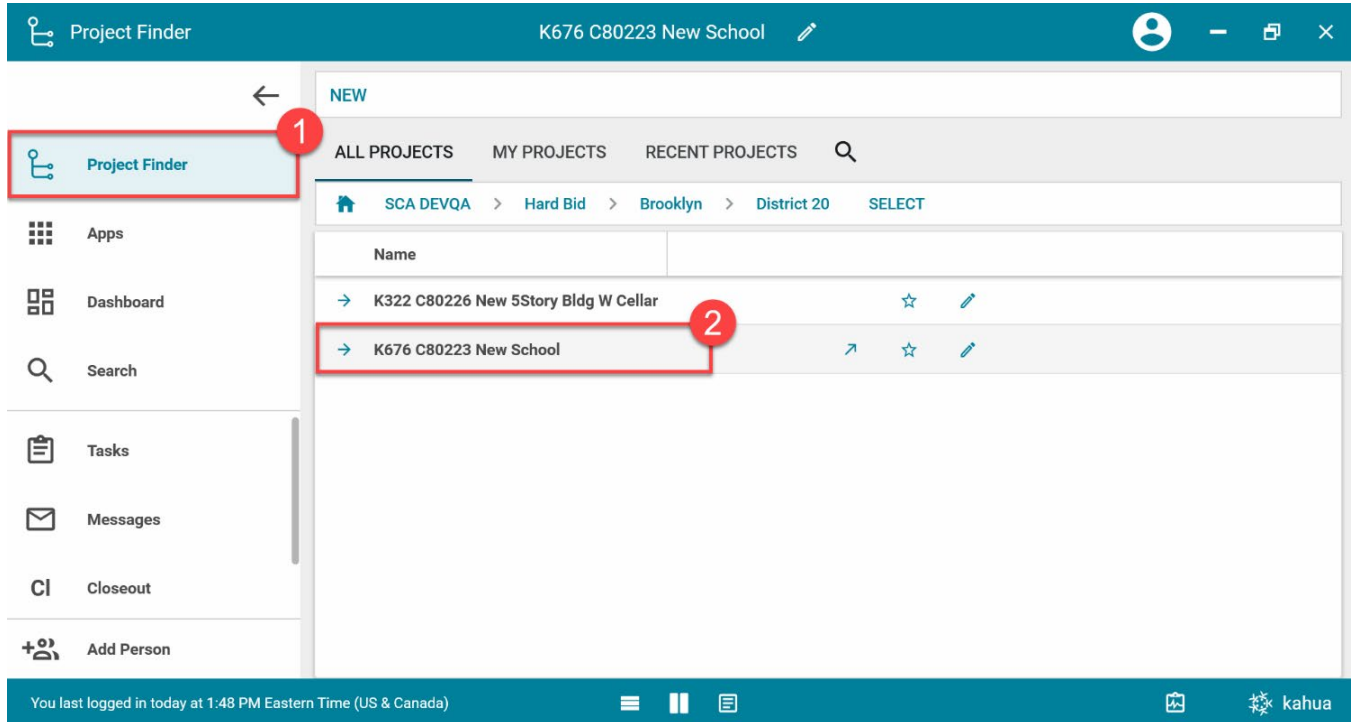 Project Finder
K676 C80223 New School
NEW
1
Project Finder
ALL PROJECTS MY PROJECTS RECENT PROJECTS
SCA DEVQA > Hard Bid > Brooklyn > District 20 SELECT
Apps
Name
Dashboard
K322 C80226 New 5Story Bldg W Cellar
2
K676 C80223 New School
Search
Tasks
Messages
Cl Closeout
Add Person
You last logged in today at 1:48 PM Eastern Time (US & Canada)
kahua